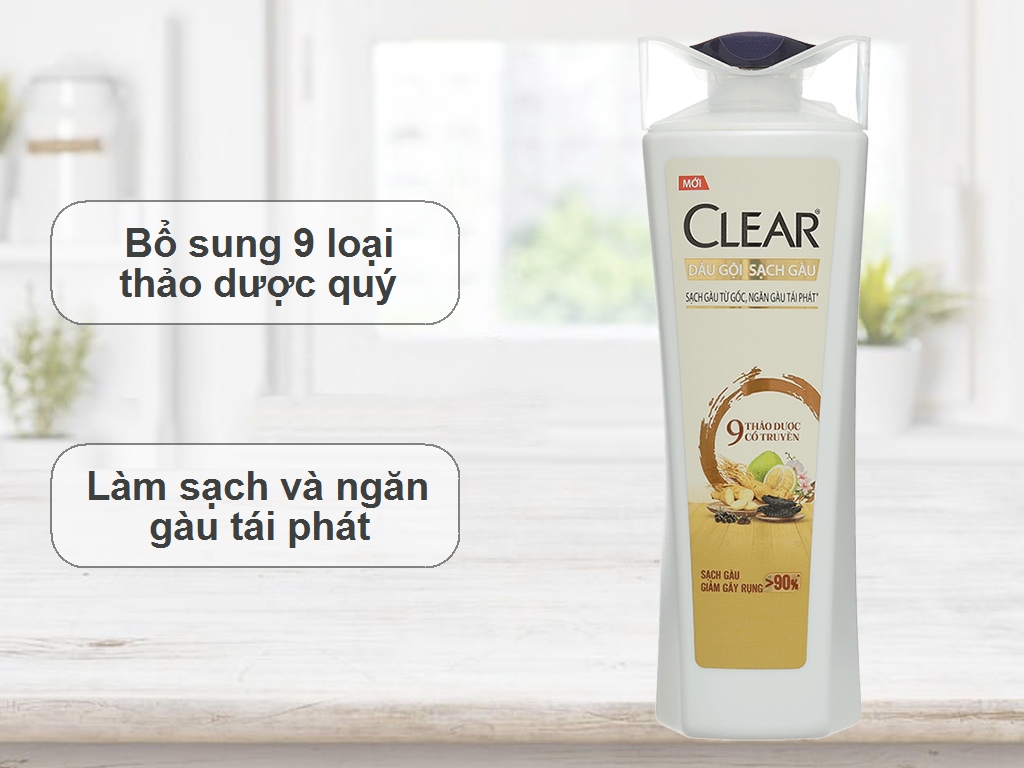 Bổ sung 9 loại
thảo dược quý
Làm sạch và ngăn
gàu tái phát
MỚI
CLEAR®
DẦU GỘI SẠCH GÀU
SẠCH GÀU TỪ GỐC, NGĂN GÀU TÁI PHÁT*
9 THẢO DƯỢC
CỔ TRUYỀN
SẠCH GÀU
GIẢM GÃY RỤNG >90%*